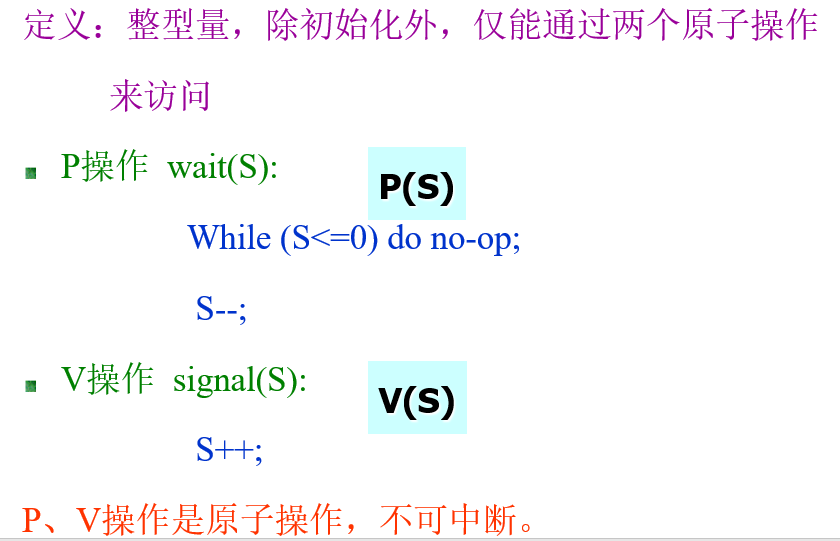 定义：整型量，除初始化外，仅能通过两个原子操作
来访问
P操作 wait(S):
P(S)
While (S<=0) do no-op;
S--;
V操作 signal(S):
V(S)
S++;
P、V操作是原子操作，不可中断。